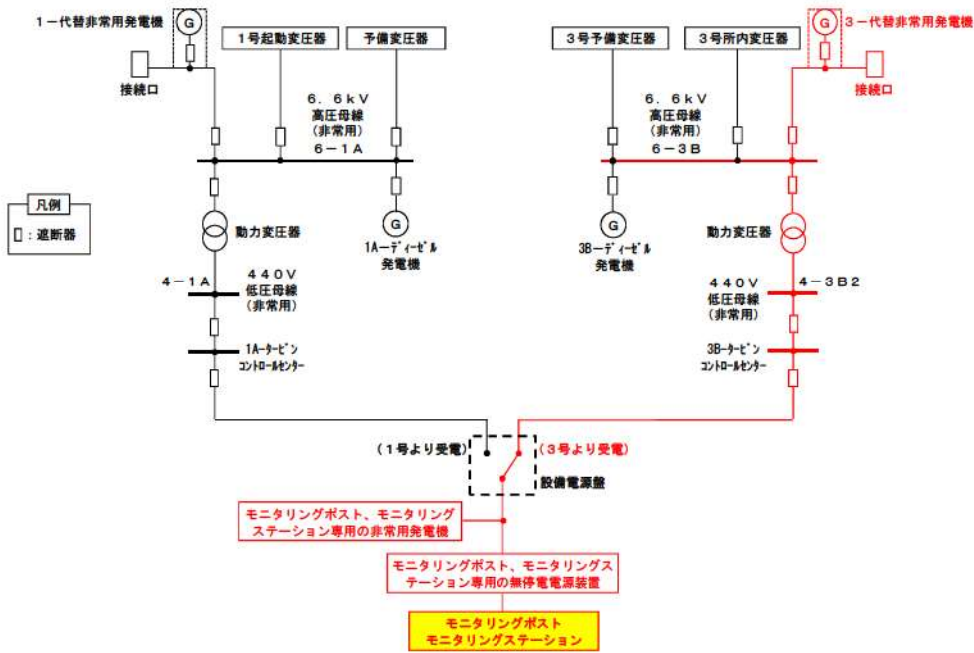 1－代替非常用発電機
G
接続口
1号起動変圧器
予備変圧器
6．6kV
高圧母線
(非常用)
6－1A
凡例
：遮断器
動力変圧器
G
1A－ディーゼル
発電機
4－1A
440V
低圧母線
(非常用)
1A－タービン
コントロールセンター
3号予備変圧器
3号所内変圧器
G
3－代替非常用発電機
接続口
6．6kV
高圧母線
(非常用)
6－3B
G
3B－ディーゼル
発電機
動力変圧器
440V
低圧母線
(非常用)
4－3B2
3B－タービン
コントロールセンター
(1号より受電)
(3号より受電)
設備電源盤
モニタリングポスト、モニタリング
ステーション専用の非常用発電機
モニタリングポスト、モニタリングス
テーション専用の無停電電源装置
モニタリングポスト
モニタリングステーション